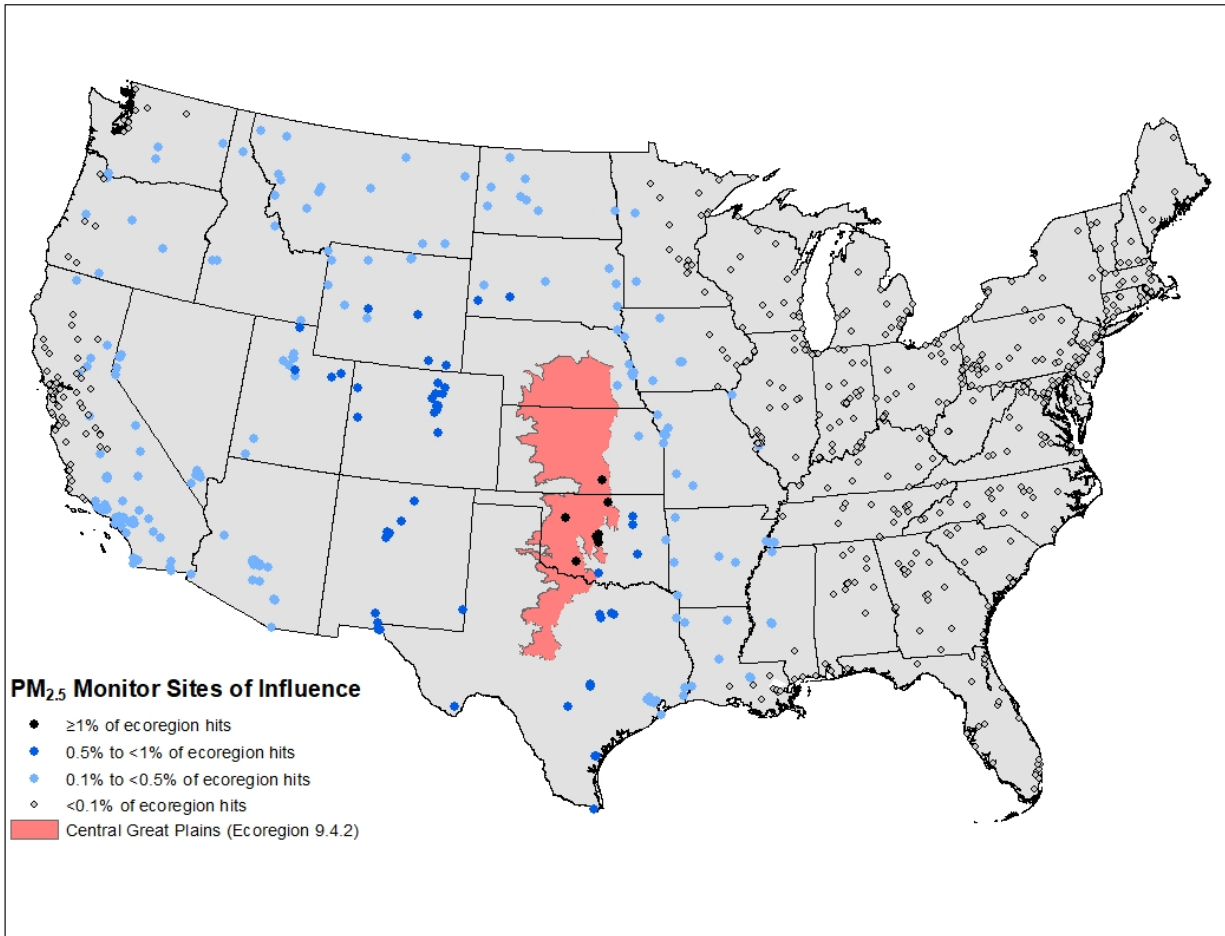 PM2.5 Monitor Sites of Influence
≥1% of ecoregion hits
0.5% to <1% of ecoregion hits
0.1% to <0.5% of ecoregion hits
<0.1% of ecoregion hits
Central Great Plains (Ecoregion 9.4.2)